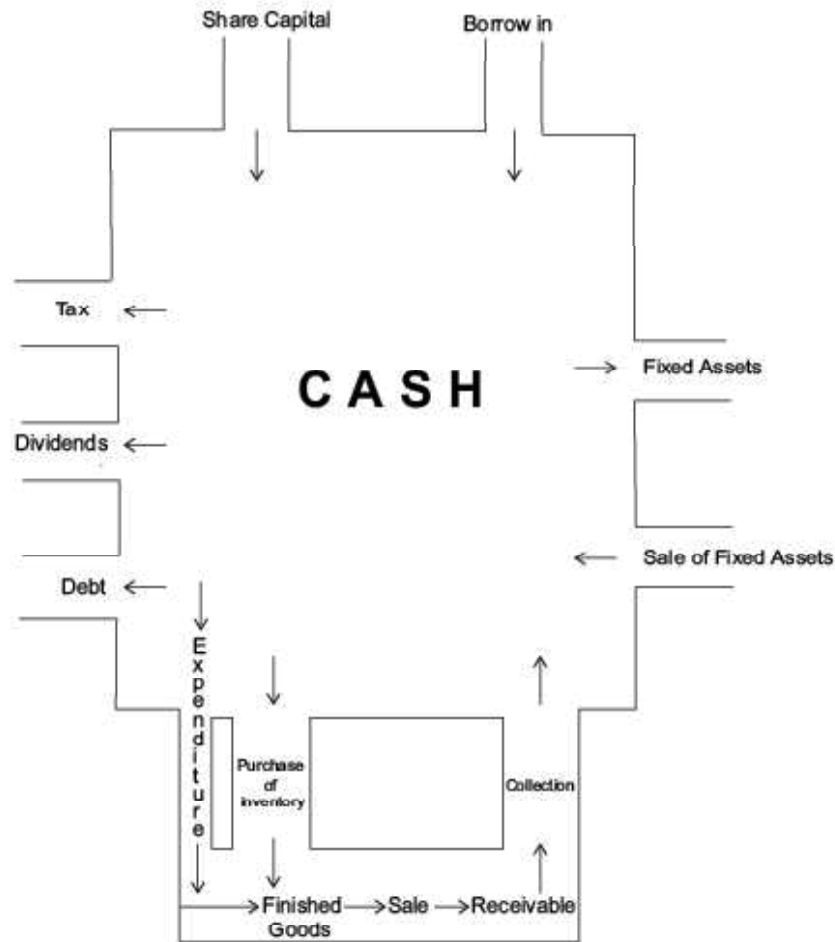 Share Capital
Borrow in
Tax
C A S H
Fixed Assets
Dividends
Sale of Fixed Assets
Debt
Expenditure
Purchase
of
inventory
Collection
Finished
Goods
Sale
Receivable